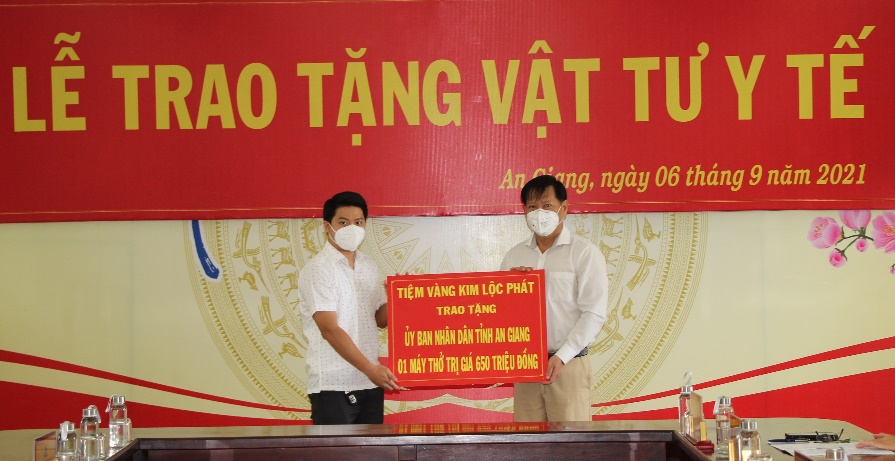 LỄ TRAO TẶNG VẬT TƯ Y TẾ
An Giang, ngày 06 tháng 9 năm 2021
TIỆM VÀNG KIM LỘC PHÁT
TRAO TẶNG
ỦY BAN NHÂN DÂN TỈNH AN GIANG
01 MÁY THỞ TRỊ GIÁ 650 TRIỆU ĐỒNG